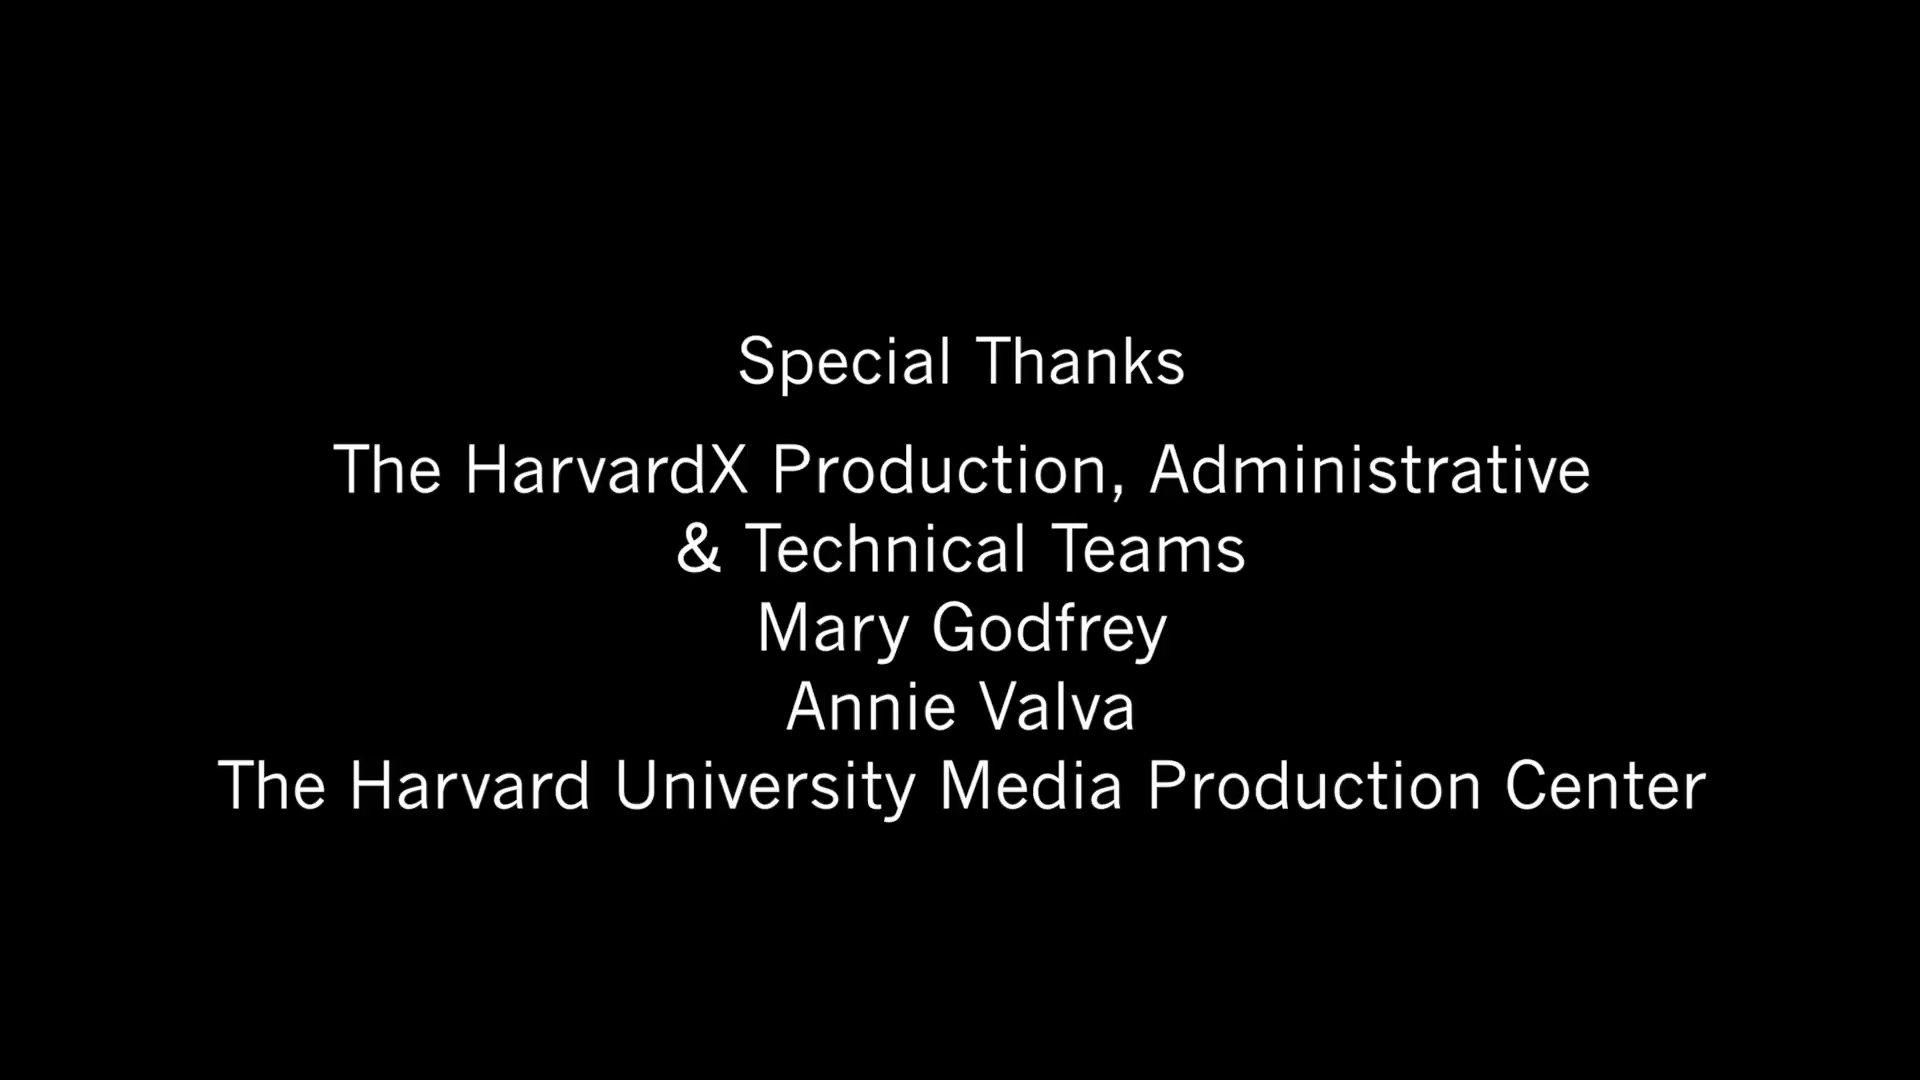 Special Thanks
The HarvardX Production, Administrative
& Technical Teams
Mary Godfrey
Annie Valva
The Harvard University Media Production Center